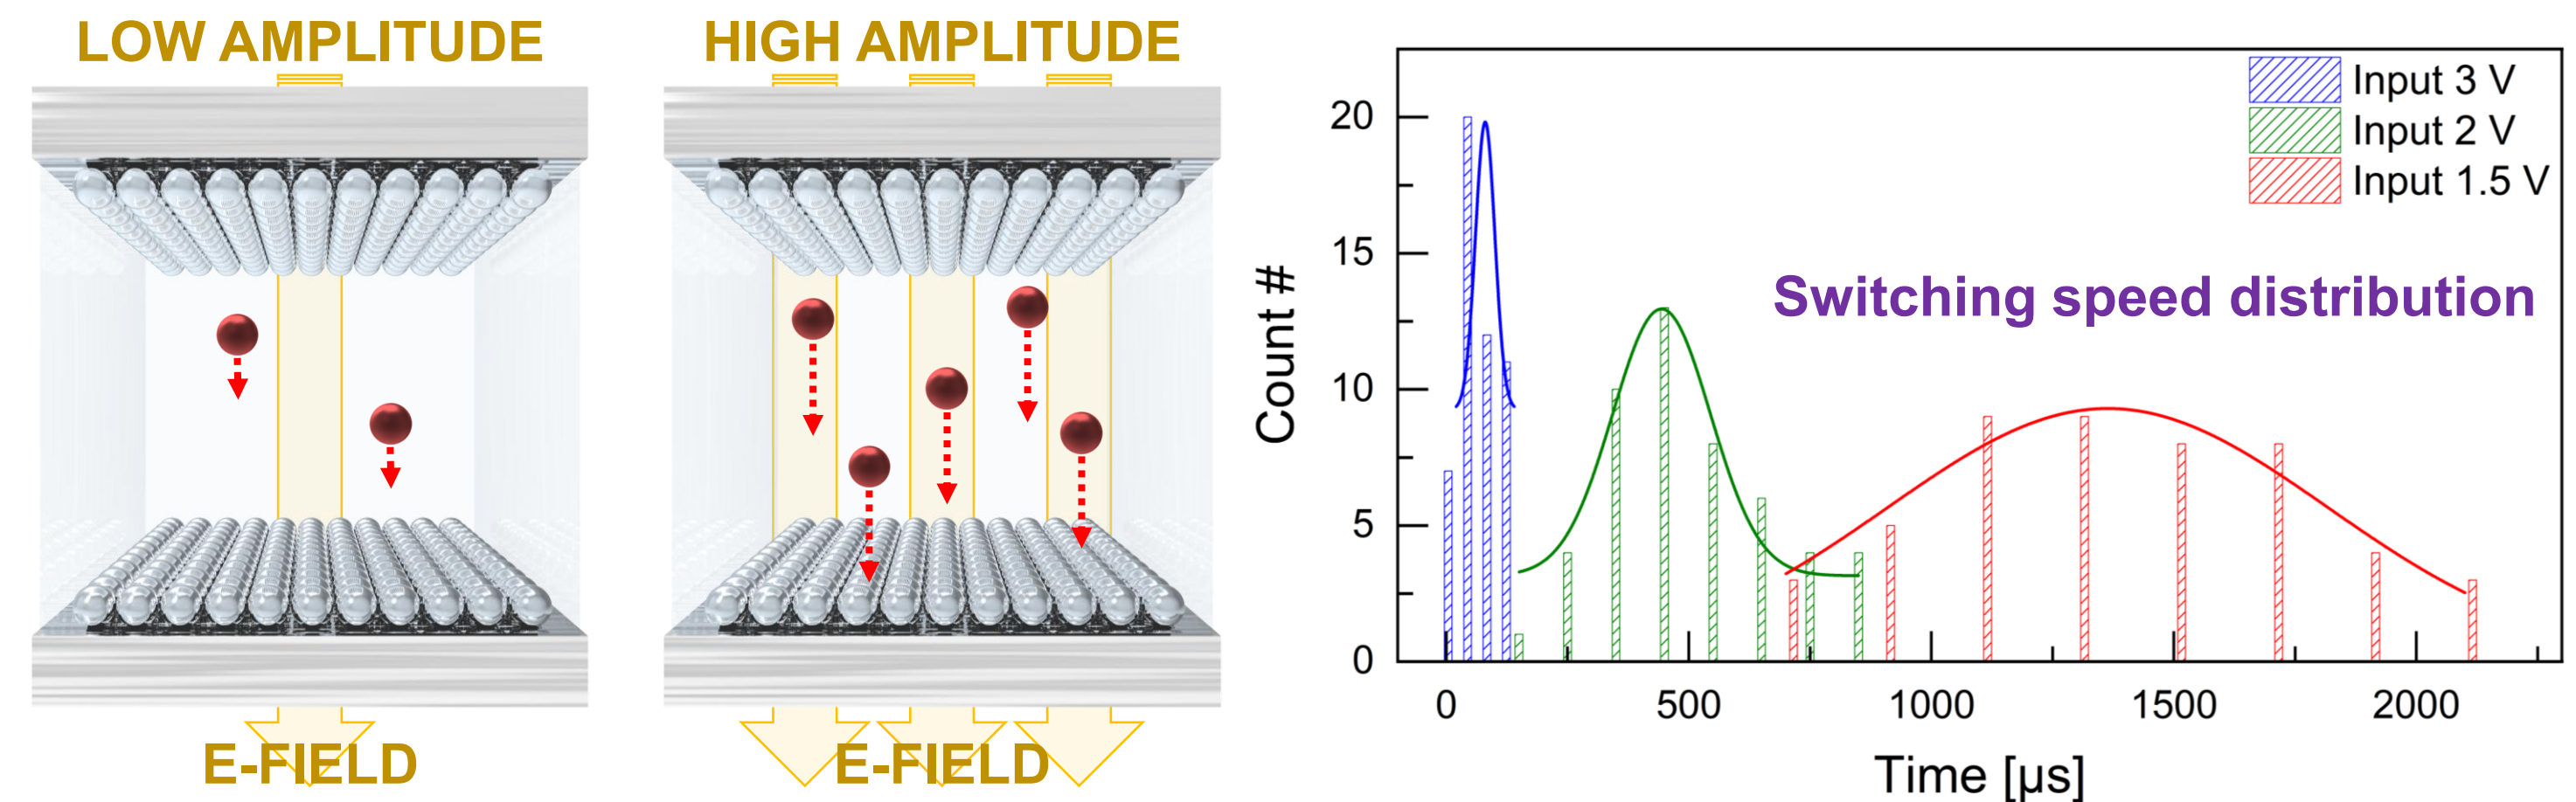 LOW AMPLITUDE
E-FIELD
HIGH AMPLITUDE
E-FIELD
Count #
20
15
10
5
0
Input 3 V
Input 2 V
Input 1.5 V
Switching speed distribution
0 500 1000 1500 2000
Time [µs]